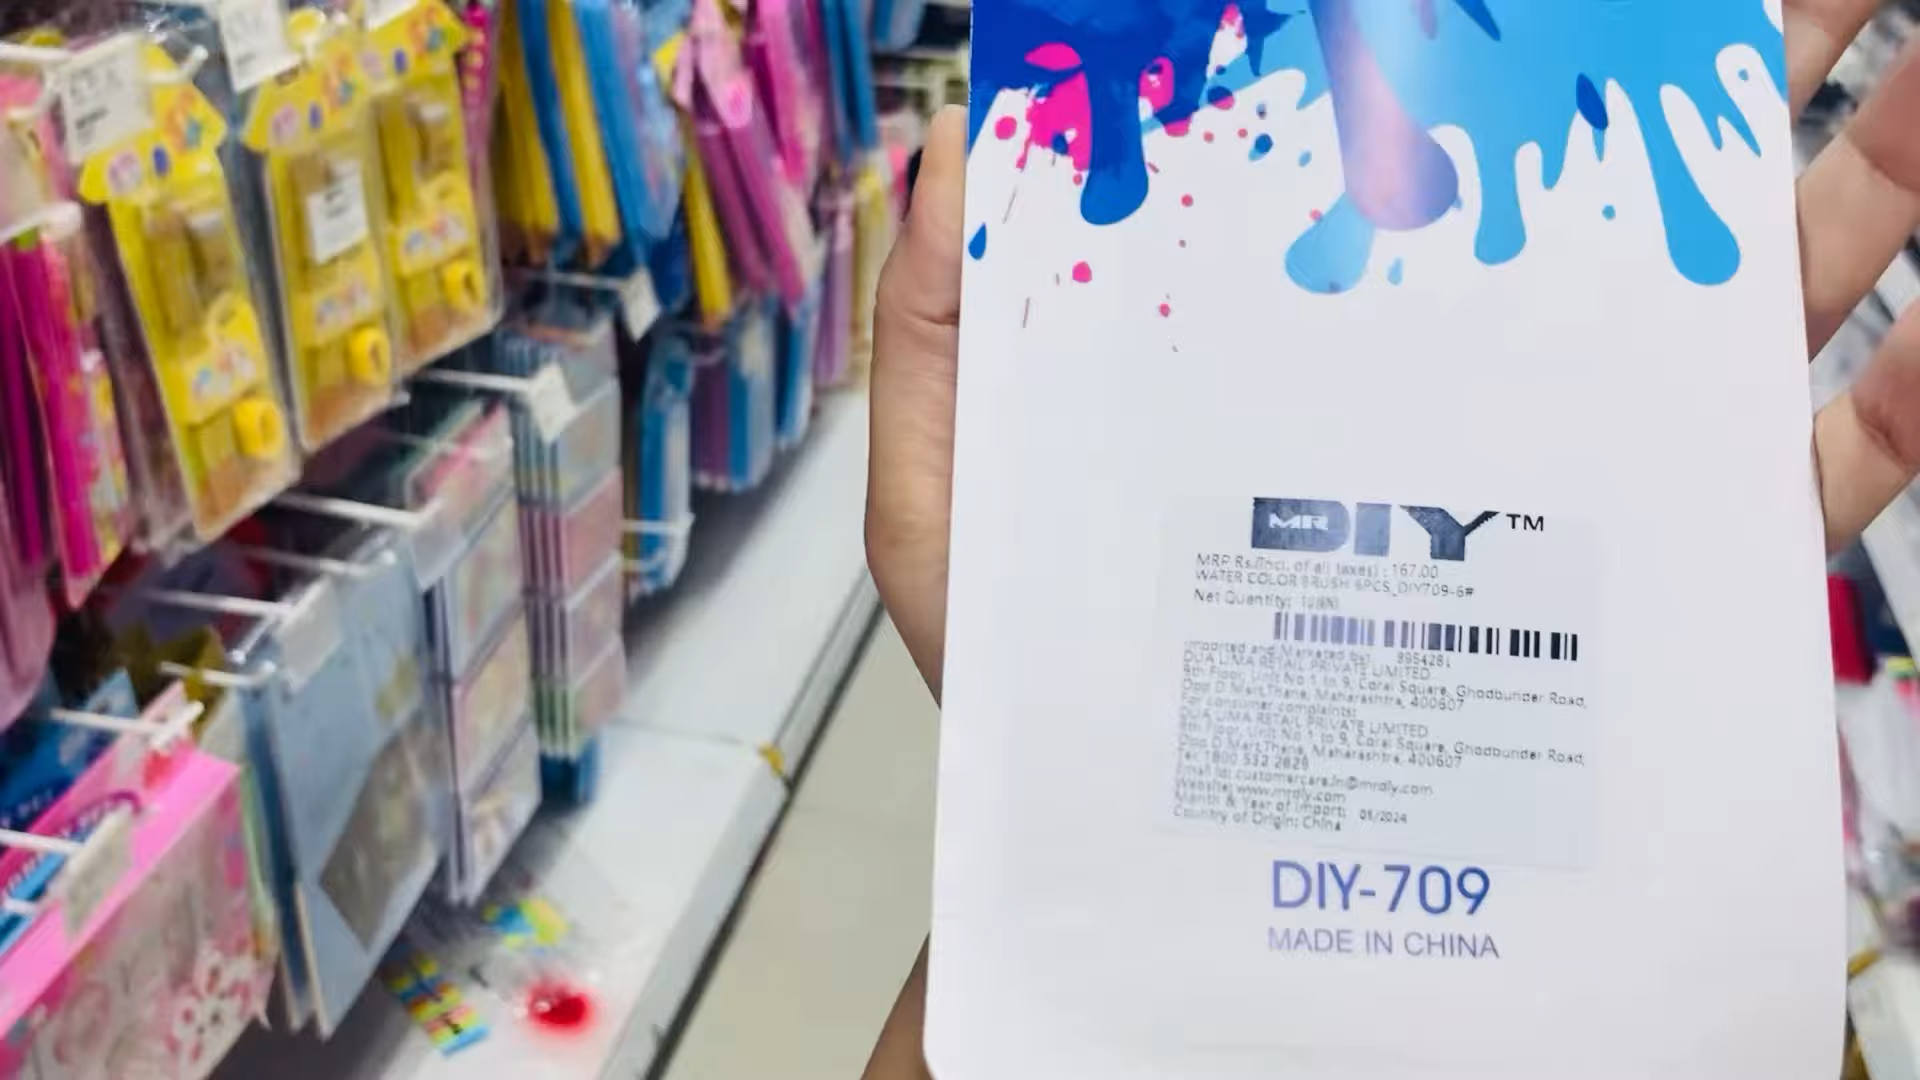 MR DIY™
MRP Rs.(Incl. of all taxes) : 167.00
WATER COLOR BRUSH 6PCS_DIY709-6#
Net Quantity:
Imported and Marketed by:
8954281
DUA LIMA RETAIL PRIVATE LIMITED
9th Floor, Unit No 1 to 9, Coral Square, Ghodbunder Road,
Opp D Mart,Thane, Maharashtra, 400607
For consumer complaints:
DUA LIMA RETAIL PRIVATE LIMITED
9th Floor, Unit No 1 to 9, Coral Square, Ghodbunder Road,
Opp D Mart,Thane, Maharashtra, 400607
Tel: 1800 532 2828
Email Id: customercare.in@mrdiy.com
Website: www.mrdiy.com
Month & Year of Import: 05/2024
Country of Origin: China
DIY-709
MADE IN CHINA